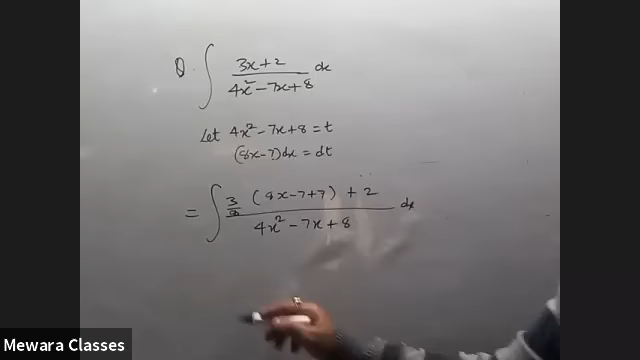 Q. ∫ (3x+2)/(4x²-7x+8) dx
Let 4x²-7x+8 = t
(8x-7)dx = dt
= ∫ (3/8 (8x-7+7) + 2)/(4x²-7x+8) dx
Mewara Classes